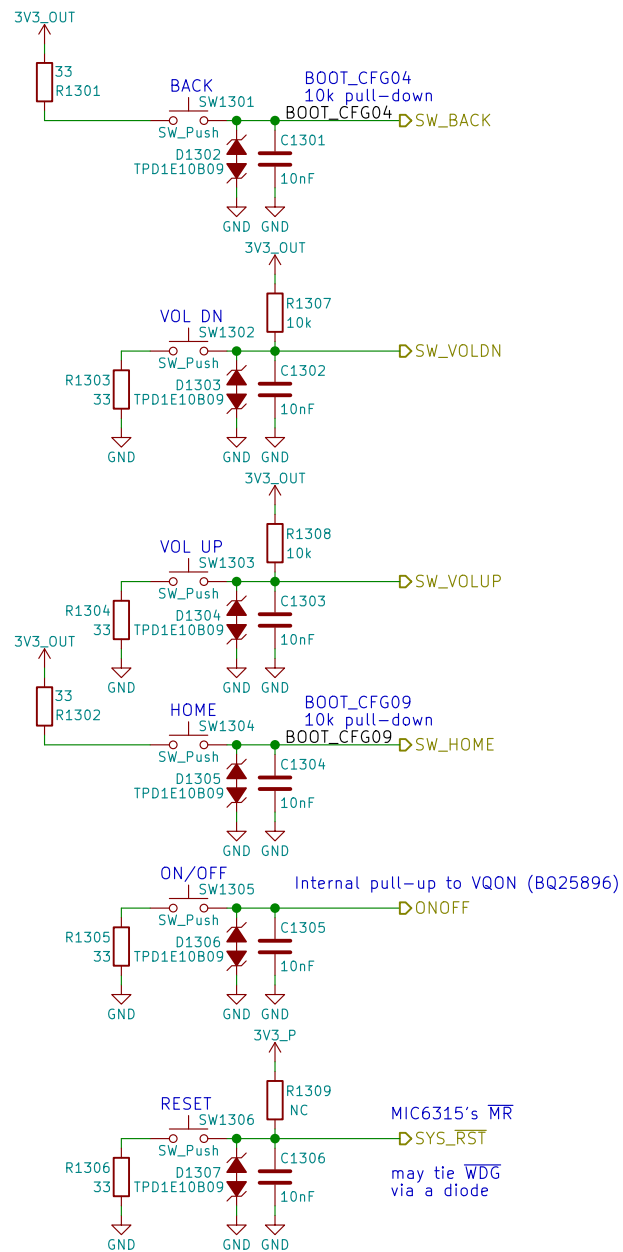 3V3_OUT
33
R1301
BACK
SW1301
SW_Push
BOOT_CFG04
10k pull-down
BOOT_CFG04
SW_BACK
D1302
TPD1E10B09
C1301
10nF
GND
GND
3V3_OUT
R1307
10k
VOL DN
SW1302
SW_Push
SW_VOLDN
R1303
33
D1303
TPD1E10B09
C1302
10nF
GND
GND
GND
3V3_OUT
R1308
10k
VOL UP
SW1303
SW_Push
SW_VOLUP
R1304
33
D1304
TPD1E10B09
C1303
10nF
GND
GND
GND
3V3_OUT
33
R1302
HOME
SW1304
SW_Push
BOOT_CFG09
10k pull-down
BOOT_CFG09
SW_HOME
D1305
TPD1E10B09
C1304
10nF
GND
GND
ON/OFF
SW1305
SW_Push
Internal pull-up to VQON (BQ25896)
ONOFF
R1305
33
D1306
TPD1E10B09
C1305
10nF
GND
GND
GND
3V3_P
R1309
NC
RESET
SW1306
SW_Push
MIC6315's MR
SYS_RST
may tie WDG
via a diode
R1306
33
D1307
TPD1E10B09
C1306
10nF
GND
GND
GND